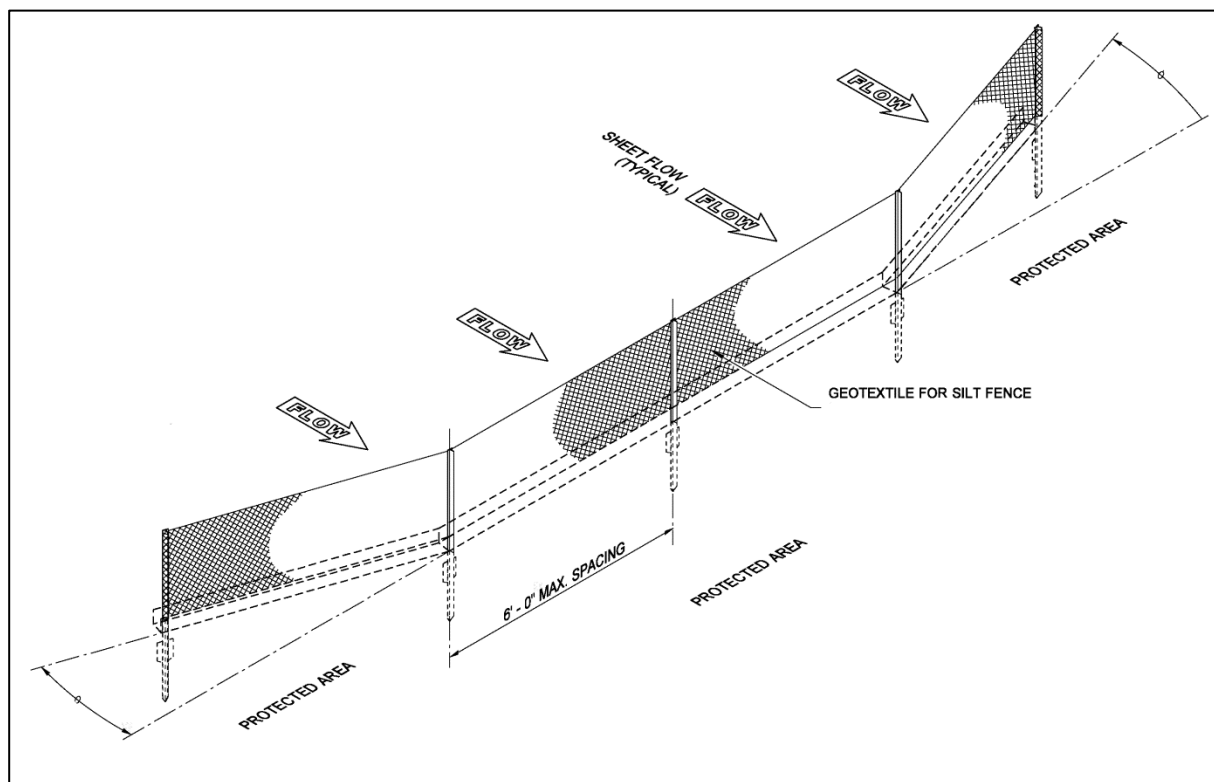 FLOW
SHEET FLOW
(TYPICAL)
FLOW
FLOW
FLOW
PROTECTED AREA
GEOTEXTILE FOR SILT FENCE
6' - 0" MAX. SPACING
PROTECTED AREA
PROTECTED AREA